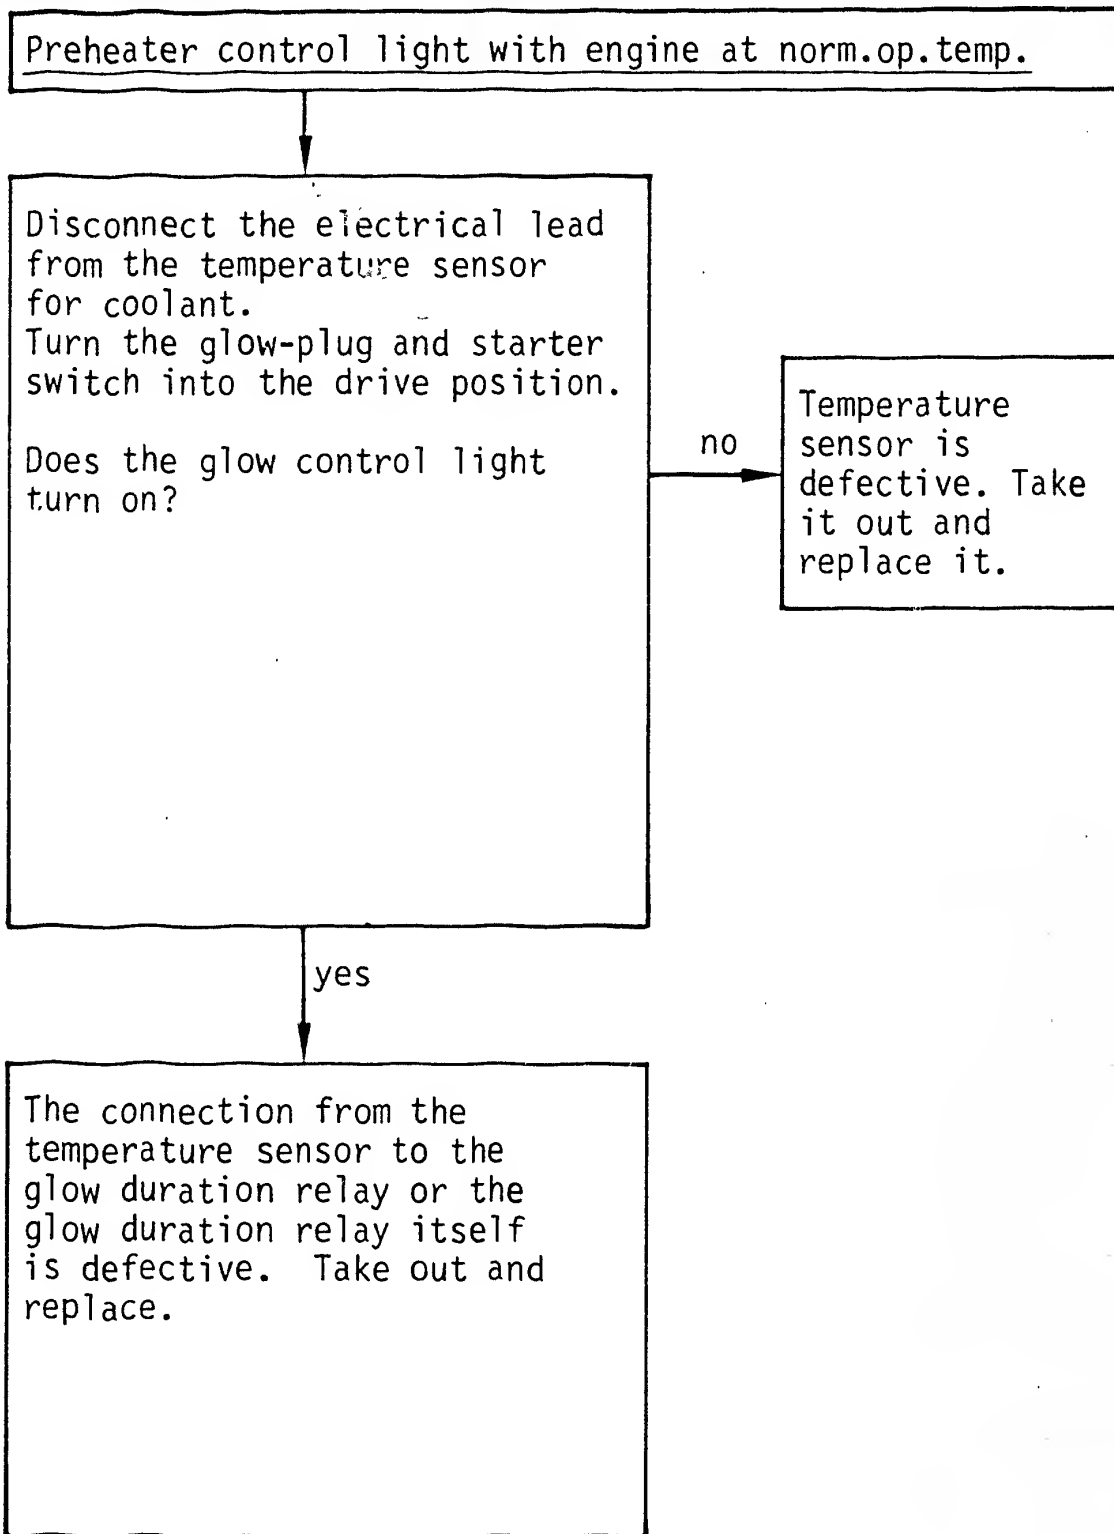 Preheater control light with engine at norm.op.temp.
Disconnect the electrical lead
from the temperature sensor
for coolant.
Turn the glow-plug and starter
switch into the drive position.
Does the glow control light
turn on?
no
Temperature
sensor is
defective. Take
it out and
replace it.
yes
The connection from the
temperature sensor to the
glow duration relay or the
glow duration relay itself
is defective.  Take out and
replace.